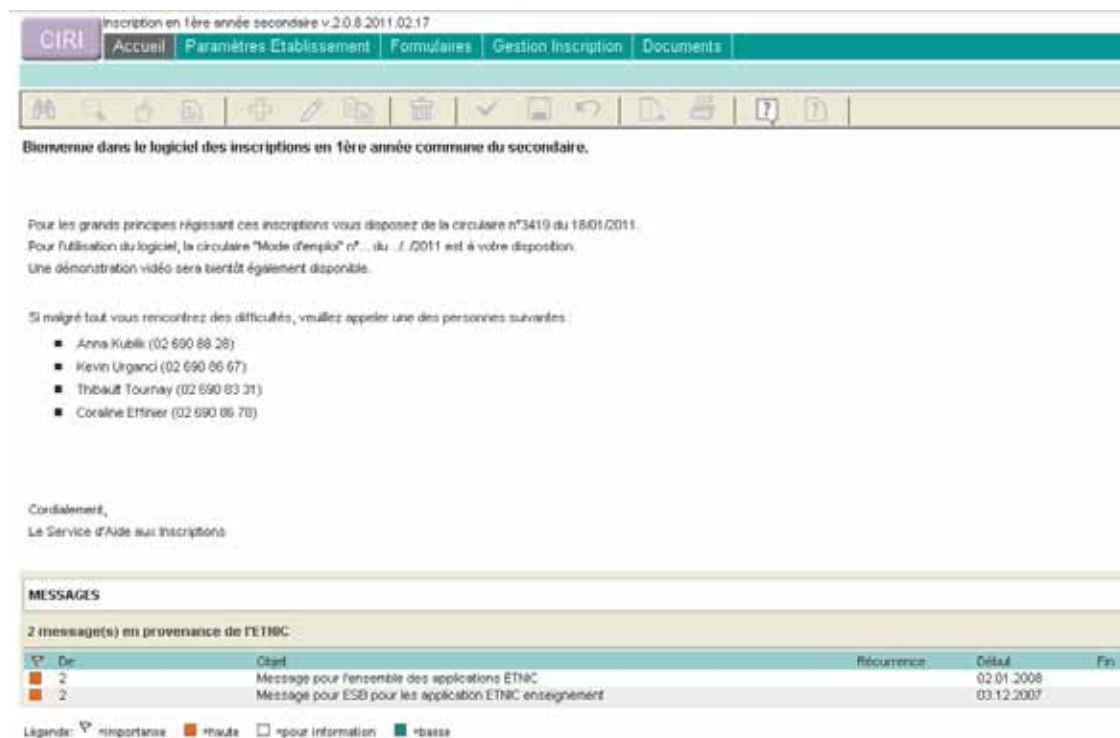 Inscription en 1ère année secondaire v.2.0.8.2011.02.17
CIRI
Accueil Paramètres Etablissement Formulaires Gestion Inscription Documents
Bienvenue dans le logiciel des inscriptions en 1ère année commune du secondaire.
Pour les grands principes régissant ces inscriptions vous disposez de la circulaire n°3419 du 18/01/2011.
Pour l'utilisation du logiciel, la circulaire "Mode d'emploi" n°... du ../../2011 est à votre disposition.
Une démonstration vidéo sera bientôt également disponible.
Si malgré tout vous rencontrez des difficultés, veuillez appeler une des personnes suivantes :
Anna Kubik (02 690 88 28)
Kevin Urganci (02 690 86 67)
Thibault Tournay (02 690 83 31)
Coraline Effinier (02 690 86 78)
Cordialement,
Le Service d'Aide aux Inscriptions
MESSAGES
2 message(s) en provenance de l'ETNIC
De Objet Récurrence Début Fin
2 Message pour l'ensemble des applications ETNIC 02.01.2008
2 Message pour ESB pour les application ETNIC enseignement 03.12.2007
Légende: =importanse =haute =pour information =basse